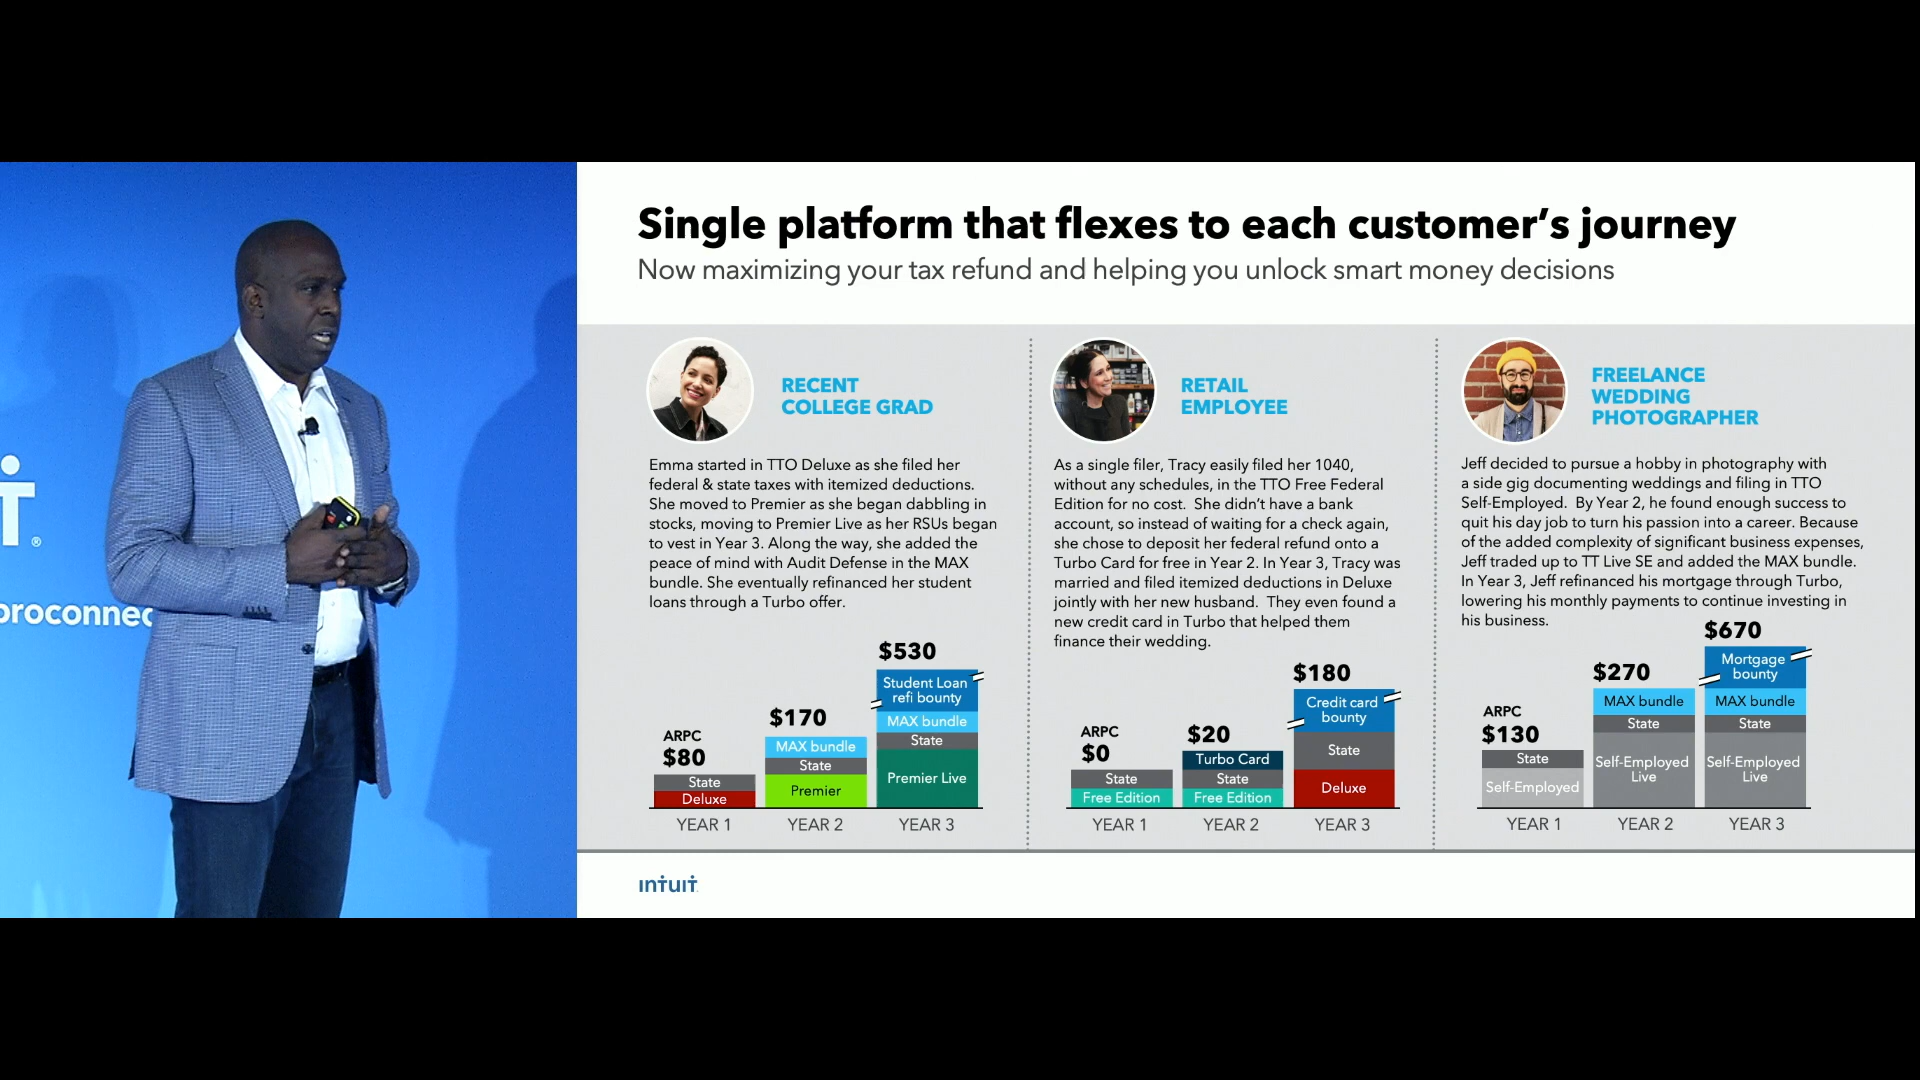 T®
proconnec
Single platform that flexes to each customer's journey
Now maximizing your tax refund and helping you unlock smart money decisions
RECENT
COLLEGE GRAD
Emma started in TTO Deluxe as she filed her
federal & state taxes with itemized deductions.
She moved to Premier as she began dabbling in
stocks, moving to Premier Live as her RSUs began
to vest in Year 3. Along the way, she added the
peace of mind with Audit Defense in the MAX
bundle. She eventually refinanced her student
loans through a Turbo offer.
ARPC
$80
State
Deluxe
YEAR 1
$170
MAX bundle
State
Premier
YEAR 2
$530
Student Loan
refi bounty
MAX bundle
State
Premier Live
YEAR 3
RETAIL
EMPLOYEE
As a single filer, Tracy easily filed her 1040,
without any schedules, in the TTO Free Federal
Edition for no cost. She didn't have a bank
account, so instead of waiting for a check again,
she chose to deposit her federal refund onto a
Turbo Card for free in Year 2. In Year 3, Tracy was
married and filed itemized deductions in Deluxe
jointly with her new husband. They even found a
new credit card in Turbo that helped them
finance their wedding.
ARPC
$0
State
Free Edition
YEAR 1
$20
Turbo Card
State
Free Edition
YEAR 2
$180
Credit card
bounty
State
Deluxe
YEAR 3
FREELANCE
WEDDING
PHOTOGRAPHER
Jeff decided to pursue a hobby in photography with
a side gig documenting weddings and filing in TTO
Self-Employed. By Year 2, he found enough success to
quit his day job to turn his passion into a career. Because
of the added complexity of significant business expenses,
Jeff traded up to TT Live SE and added the MAX bundle.
In Year 3, Jeff refinanced his mortgage through Turbo,
lowering his monthly payments to continue investing in
his business.
ARPC
$130
State
Self-Employed
YEAR 1
$270
MAX bundle
State
Self-Employed
Live
YEAR 2
$670
Mortgage
bounty
MAX bundle
State
Self-Employed
Live
YEAR 3
intuit